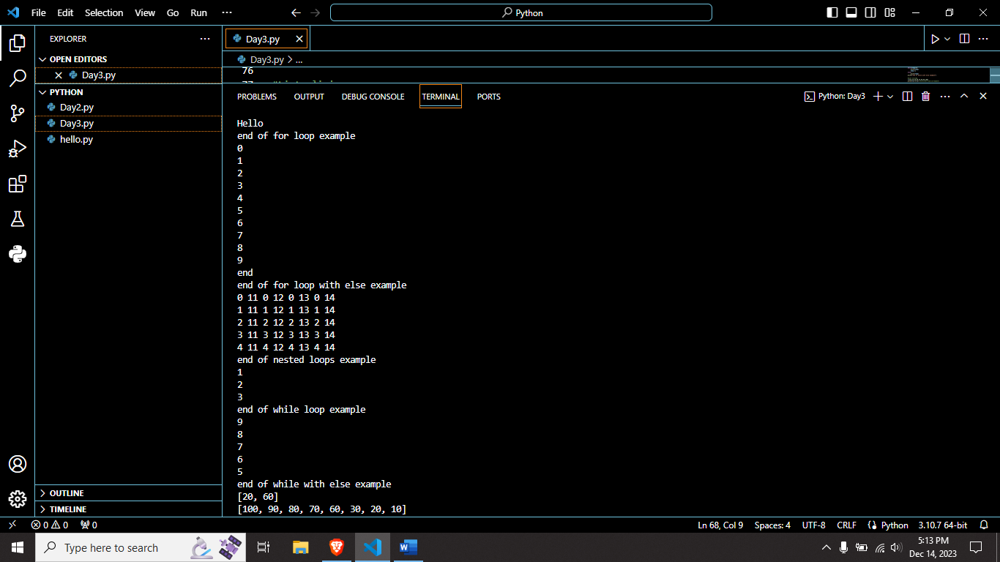 File Edit Selection View Go Run ···
Python
EXPLORER
OPEN EDITORS
Day3.py
PYTHON
Day2.py
Day3.py
hello.py
OUTLINE
TIMELINE
Day3.py
Day3.py > ...
76
PROBLEMS OUTPUT DEBUG CONSOLE TERMINAL PORTS
Python: Day3
Hello
end of for loop example
0
1
2
3
4
5
6
7
8
9
end
end of for loop with else example
0 11 0 12 0 13 0 14
1 11 1 12 1 13 1 14
2 11 2 12 2 13 2 14
3 11 3 12 3 13 3 14
4 11 4 12 4 13 4 14
end of nested loops example
1
2
3
end of while loop example
9
8
7
6
5
end of while with else example
[20, 60]
[100, 90, 80, 70, 60, 30, 20, 10]
0 0 0 Ln 68, Col 9 Spaces: 4 UTF-8 CRLF Python 3.10.7 64-bit
Type here to search
5:13 PM
Dec 14, 2023